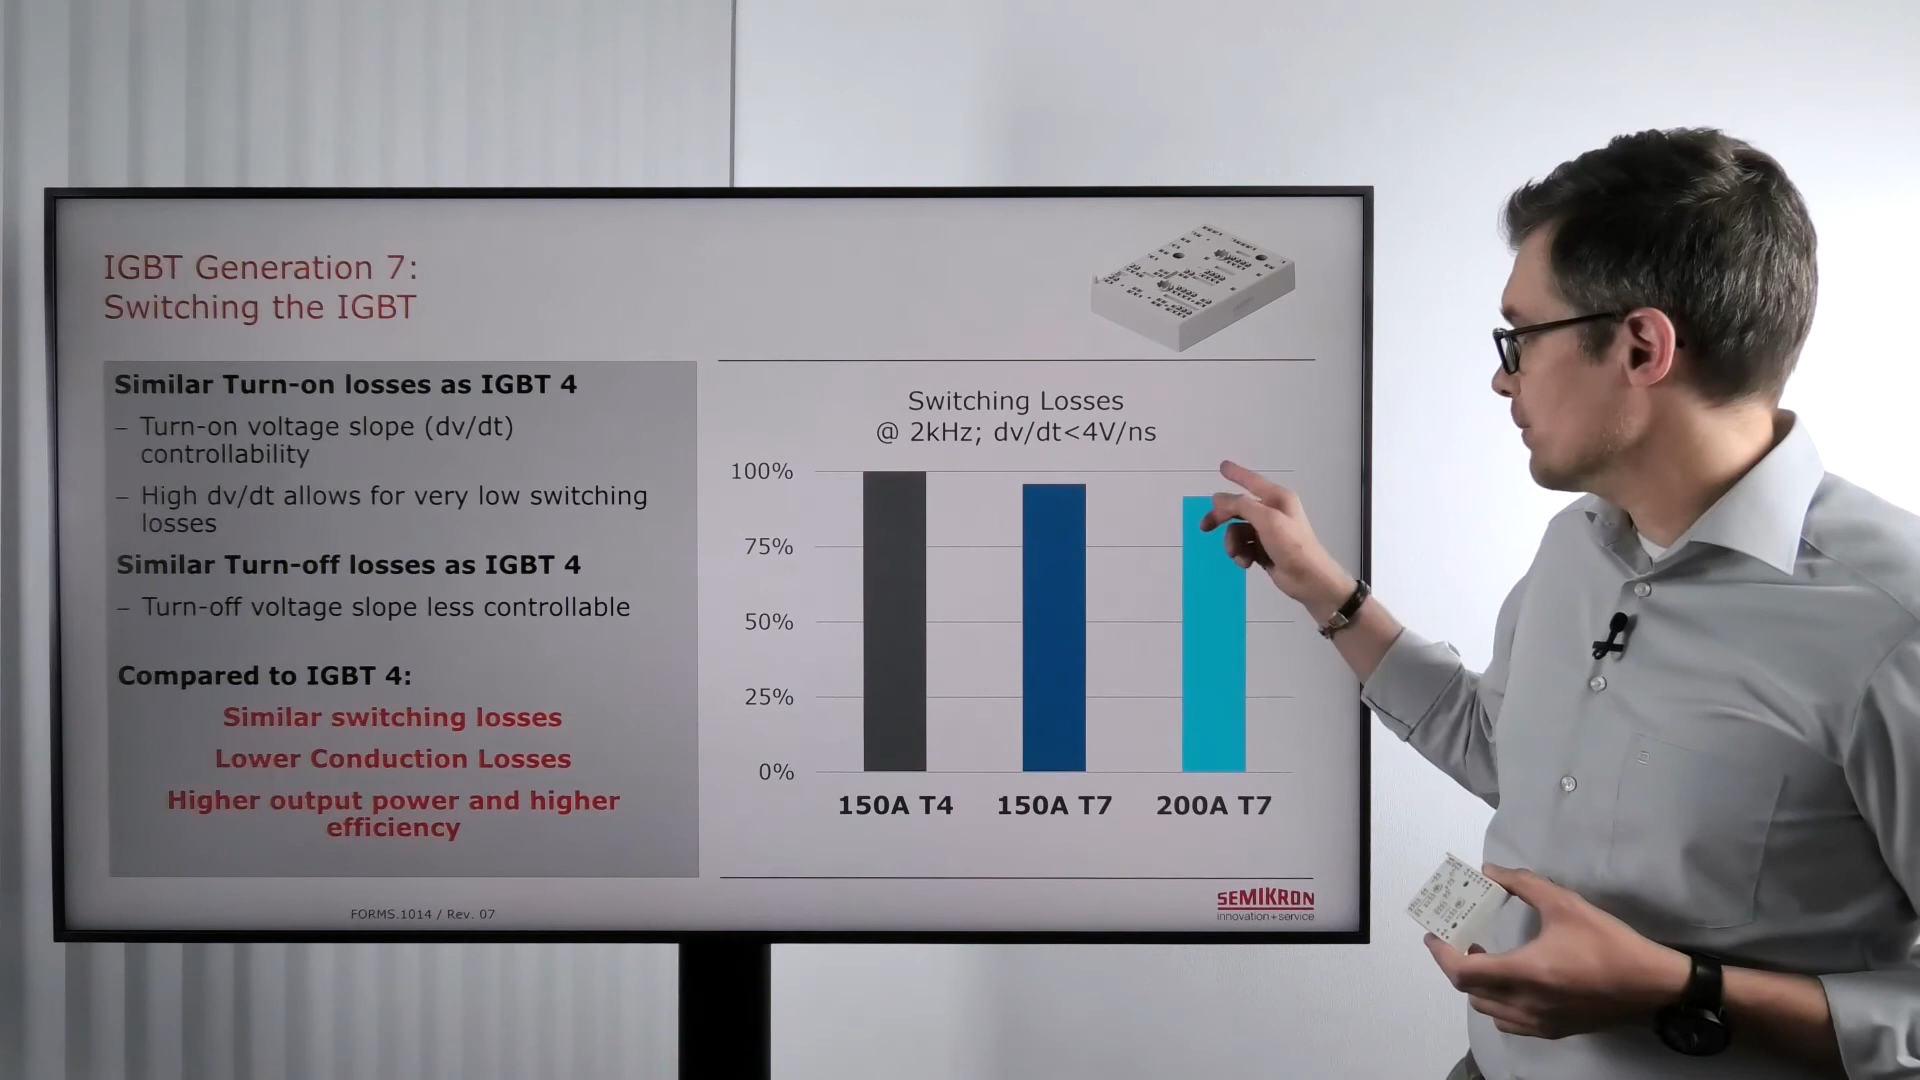 IGBT Generation 7:
Switching the IGBT
Similar Turn-on losses as IGBT 4
– Turn-on voltage slope (dv/dt)
controllability
– High dv/dt allows for very low switching
losses
Similar Turn-off losses as IGBT 4
– Turn-off voltage slope less controllable
Compared to IGBT 4:
Similar switching losses
Lower Conduction Losses
Higher output power and higher
efficiency
FORMS.1014 / Rev. 07
Switching Losses
@ 2kHz; dv/dt<4V/ns
100%
75%
50%
25%
0%
150A T4 150A T7 200A T7
SEMIKRON
innovation+service